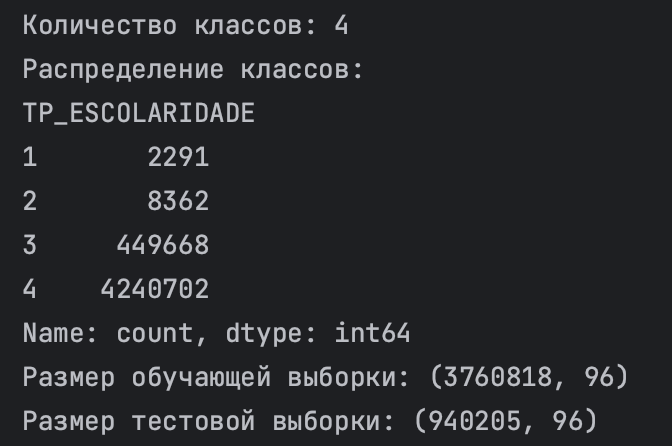 Количество классов: 4
Распределение классов:
TP_ESCOLARIDADE
1       2291
2       8362
3     449668
4    4240702
Name: count, dtype: int64
Размер обучающей выборки: (3760818, 96)
Размер тестовой выборки: (940205, 96)